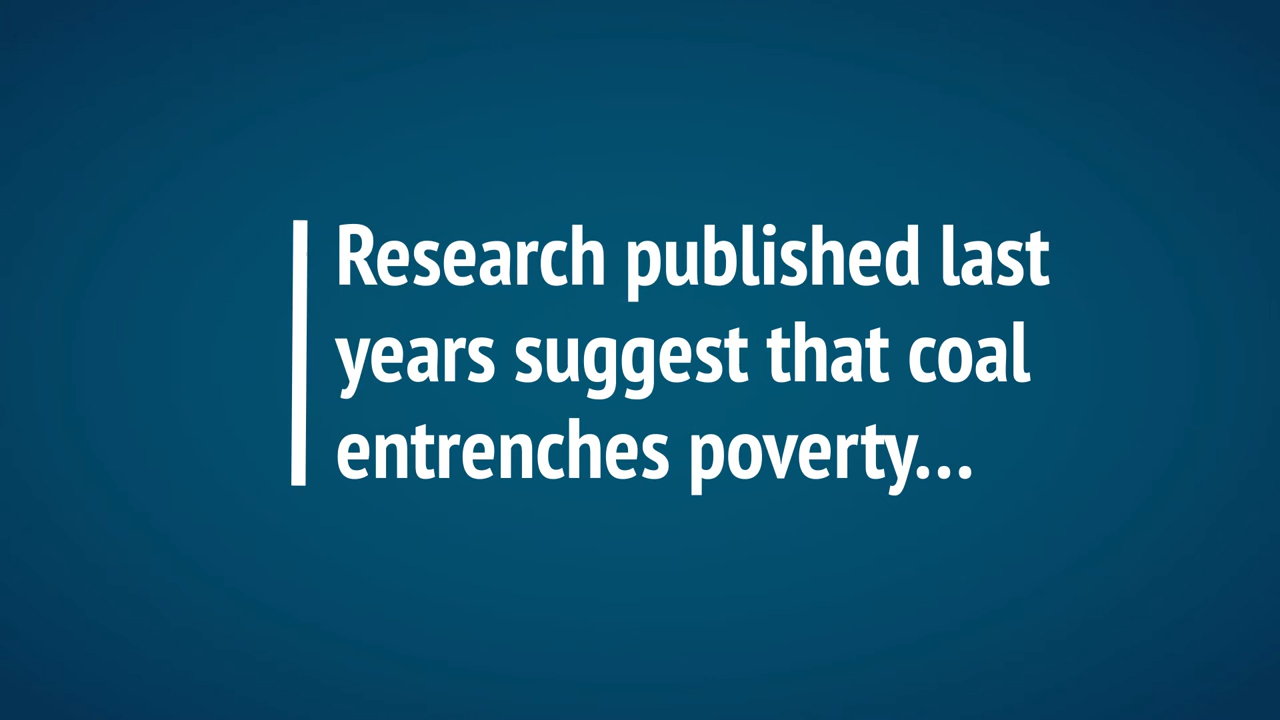 Research published last
years suggest that coal
entrenches poverty...